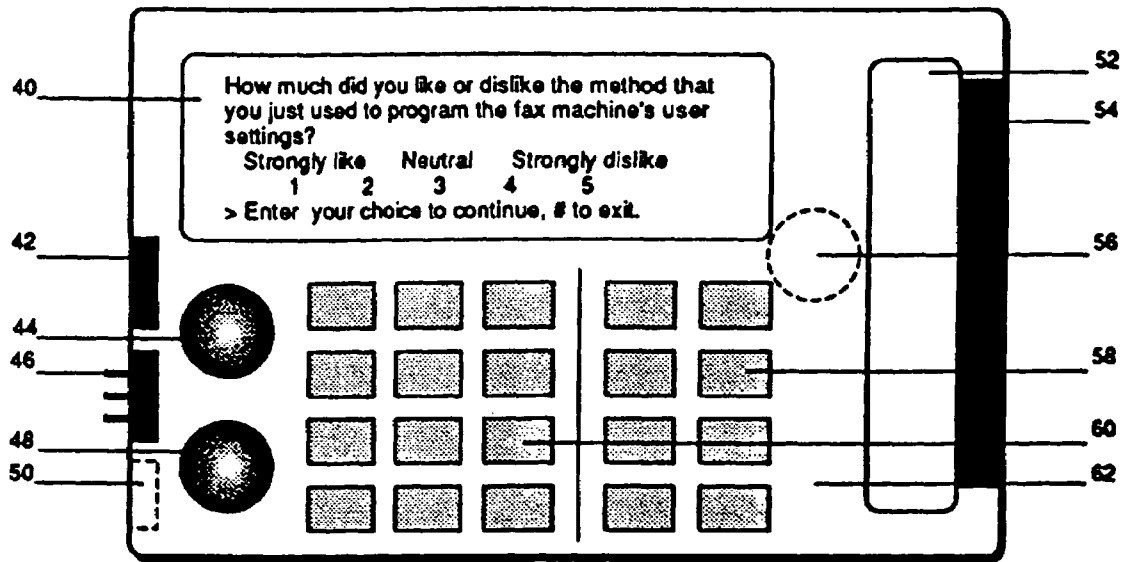 40
42
44
46
48
50
How much did you like or dislike the method that
you just used to program the fax machine's user
settings?
Strongly like Neutral Strongly dislike
1 2 3 4 5
> Enter your choice to continue, # to exit.
52
54
56
58
60
62